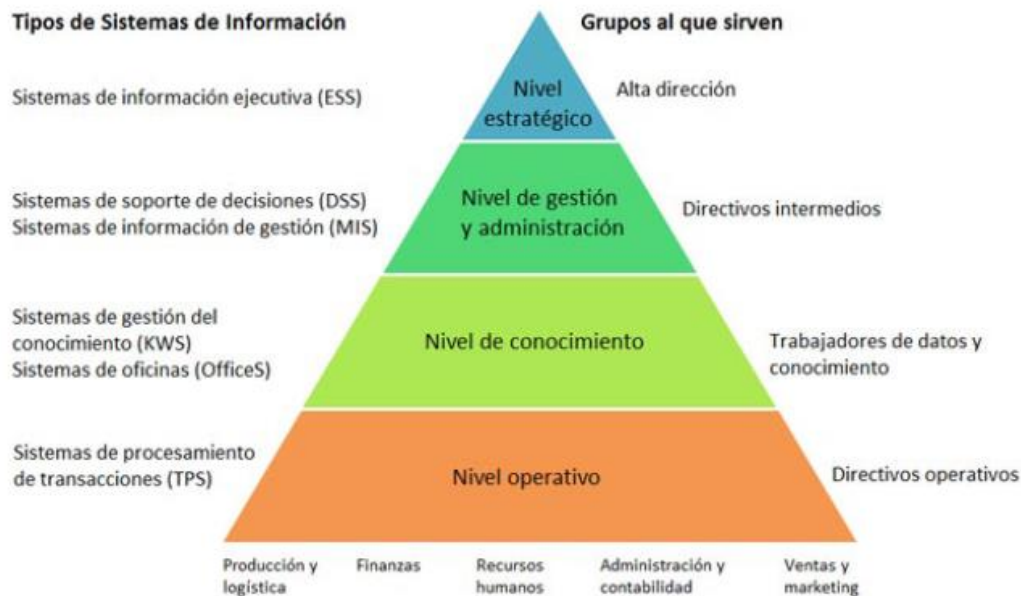 Tipos de Sistemas de Información
Grupos al que sirven
Sistemas de información ejecutiva (ESS)
Nivel
estratégico
Alta dirección
Sistemas de soporte de decisiones (DSS)
Sistemas de información de gestión (MIS)
Nivel de gestión
y administración
Directivos intermedios
Sistemas de gestión del
conocimiento (KWS)
Sistemas de oficinas (OfficeS)
Nivel de conocimiento
Trabajadores de datos y
conocimiento
Sistemas de procesamiento
de transacciones (TPS)
Nivel operativo
Directivos operativos
Producción y
logística
Finanzas
Recursos
humanos
Administración y
contabilidad
Ventas y
marketing